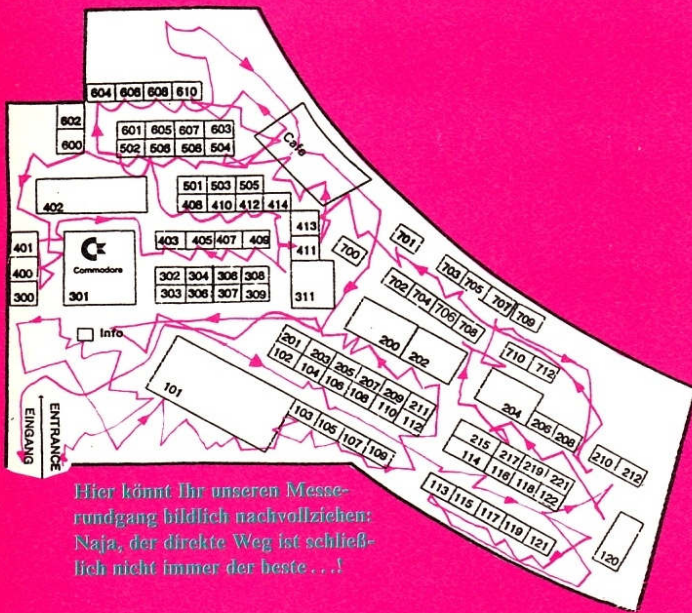 604 606 608 610
602
600
601 605 607 603
502 506 508 504
Cafe
402
501 503 505
408 410 412 414
413
411
401
400
300
Commodore
301
403 405 407 409
302 304 306 308
303 306 307 309
311
700
701
703 705 707 709
702 704 706 708
200 202
710 712
Info
101
201 203 205 207 209 211
102 104 106 108 110 112
103 105 107 109
204 206 208
210 212
215 217 219 221
114 116 118 122
113 115 117 119 121
120
ENTRANCE
EINGANG
Hier könnt Ihr unseren Messe-
rundgang bildlich nachvollziehen:
Naja, der direkte Weg ist schließ-
lich nicht immer der beste . . .!